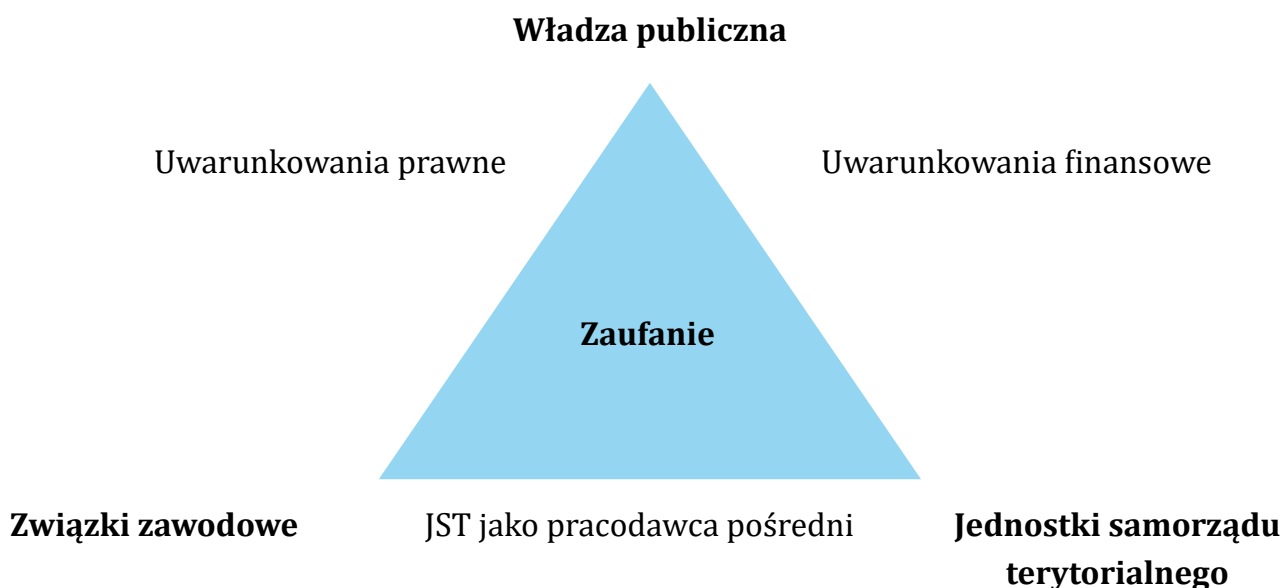 Władza publiczna
Uwarunkowania prawne
Uwarunkowania finansowe
Zaufanie
Związki zawodowe
JST jako pracodawca pośredni
Jednostki samorządu
terytorialnego